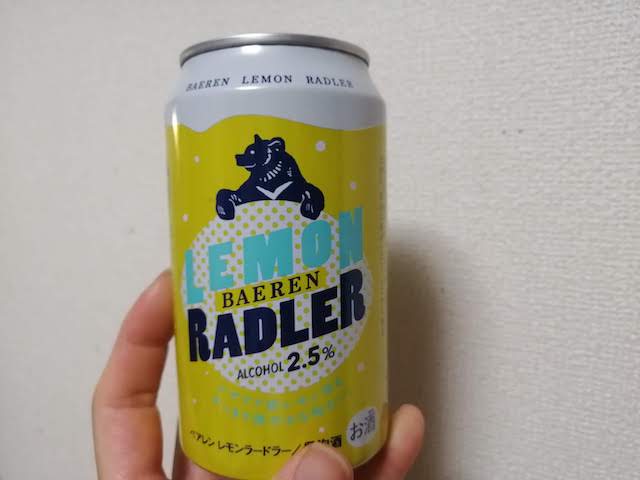 BAEREN LEMON RADLER
LEMON
BAEREN
RADLER
ALCOHOL 2.5%
お酒
ベアレン レモンラードラー/